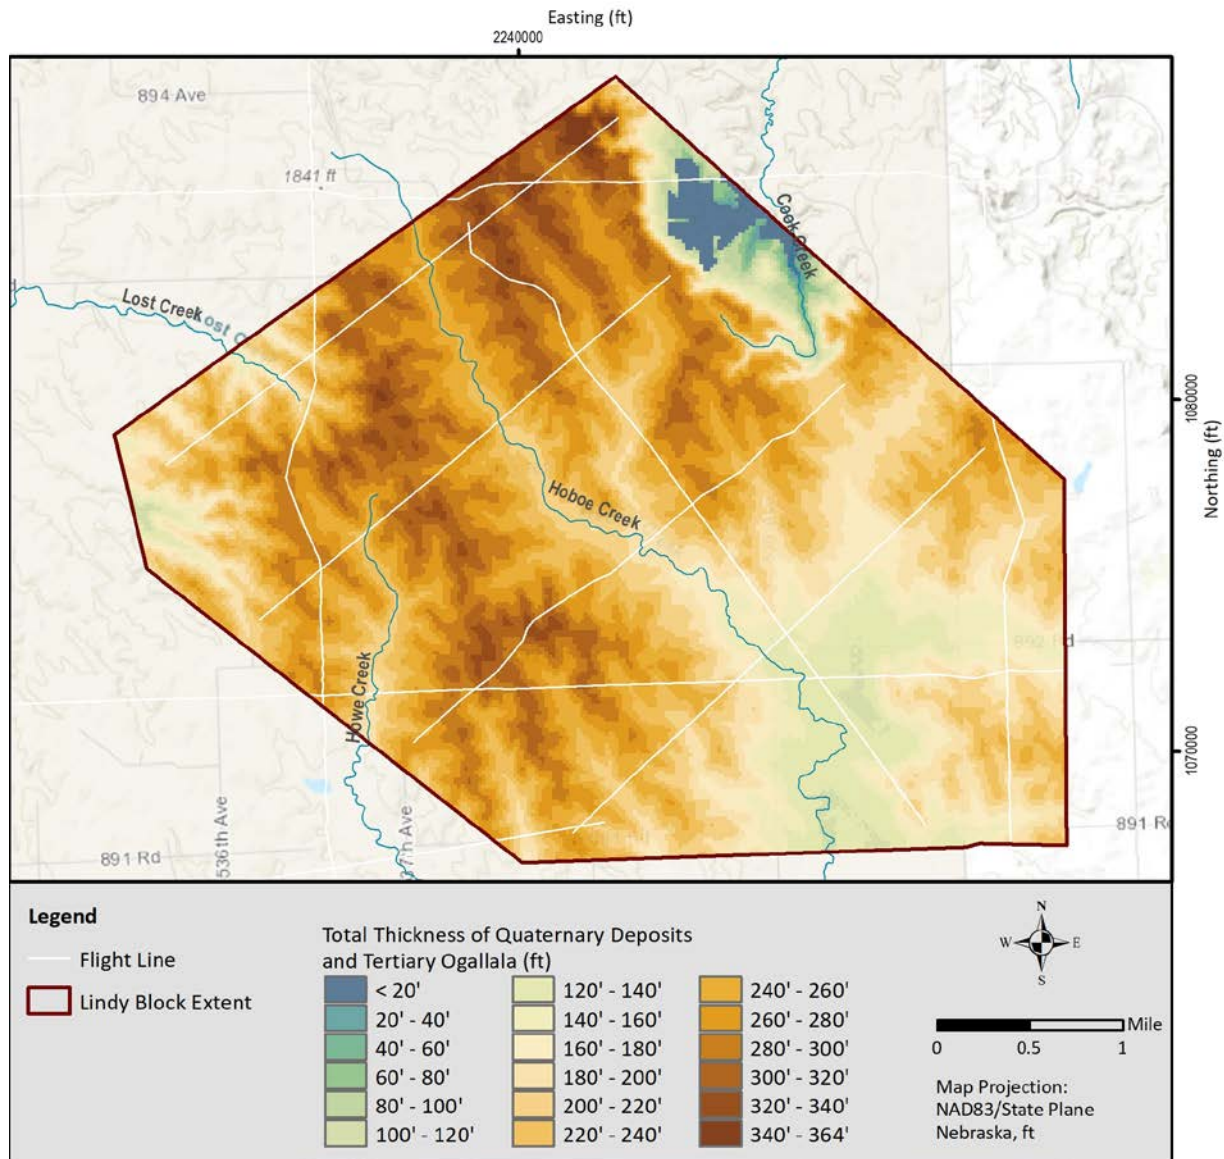 Easting (ft)
2240000
894 Ave
1841 ft
Cook Creek
Lost Creek
Lost C
1080000
Northing (ft)
Hoboe Creek
892 Rd
Howe Creek
1070000
536th Ave
7th Ave
891 Rd
891 R
Legend
Flight Line
Lindy Block Extent
Total Thickness of Quaternary Deposits
and Tertiary Ogallala (ft)
< 20'
20' - 40'
40' - 60'
60' - 80'
80' - 100'
100' - 120'
120' - 140'
140' - 160'
160' - 180'
180' - 200'
200' - 220'
220' - 240'
240' - 260'
260' - 280'
280' - 300'
300' - 320'
320' - 340'
340' - 364'
N
W E
S
Mile
0 0.5 1
Map Projection:
NAD83/State Plane
Nebraska, ft